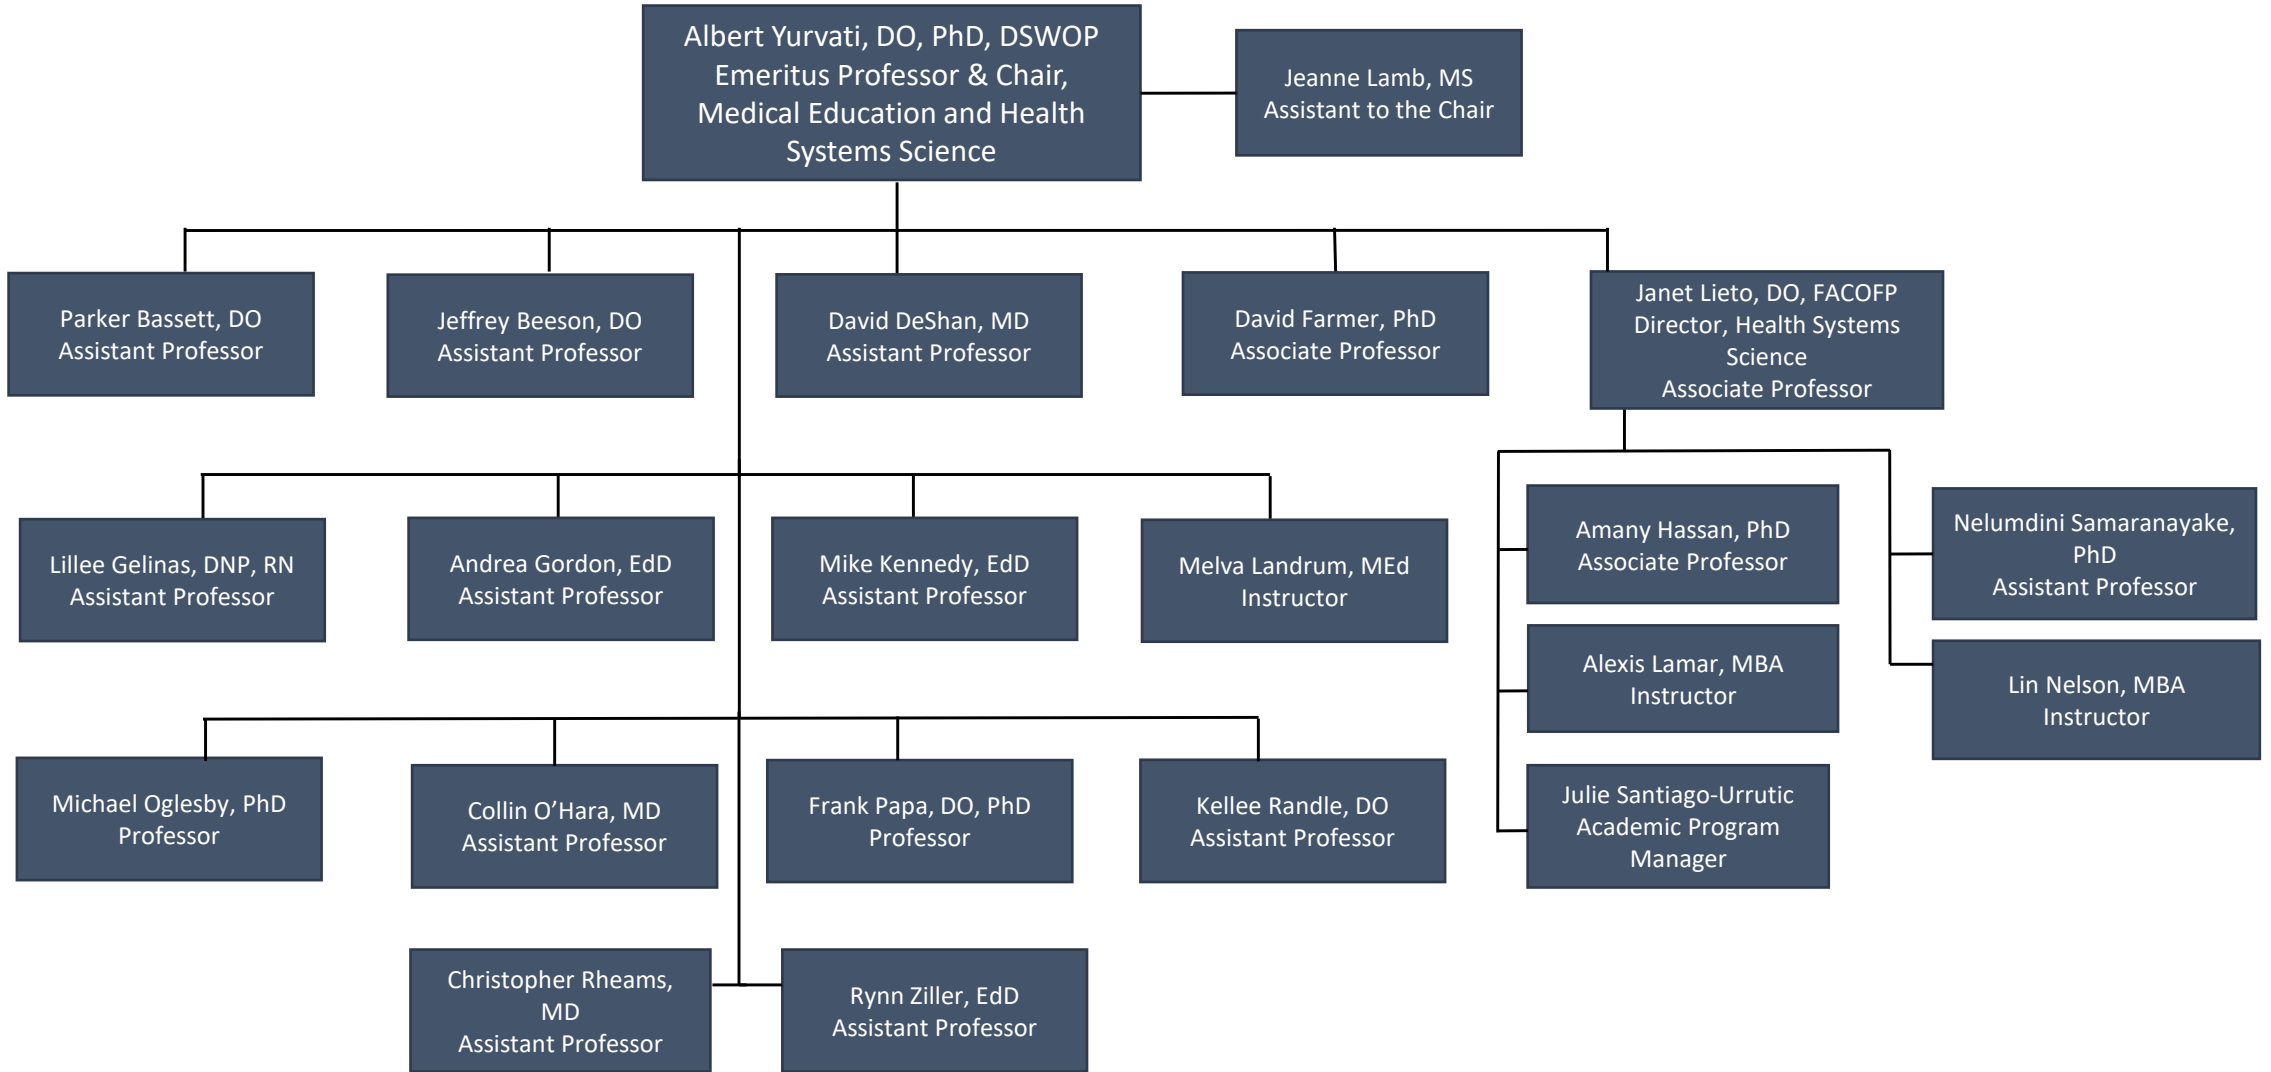 Albert Yurvati, DO, PhD, DSWOP
Emeritus Professor & Chair,
Medical Education and Health
Systems Science
Jeanne Lamb, MS
Assistant to the Chair
Parker Bassett, DO
Assistant Professor
Jeffrey Beeson, DO
Assistant Professor
David DeShan, MD
Assistant Professor
David Farmer, PhD
Associate Professor
Janet Lieto, DO, FACOFP
Director, Health Systems
Science
Associate Professor
Lillee Gelinas, DNP, RN
Assistant Professor
Andrea Gordon, EdD
Assistant Professor
Mike Kennedy, EdD
Assistant Professor
Melva Landrum, MEd
Instructor
Amany Hassan, PhD
Associate Professor
Nelumdini Samaranayake,
PhD
Assistant Professor
Alexis Lamar, MBA
Instructor
Lin Nelson, MBA
Instructor
Michael Oglesby, PhD
Professor
Collin O’Hara, MD
Assistant Professor
Frank Papa, DO, PhD
Professor
Kellee Randle, DO
Assistant Professor
Julie Santiago-Urrutic
Academic Program
Manager
Christopher Rheams,
MD
Assistant Professor
Rynn Ziller, EdD
Assistant Professor